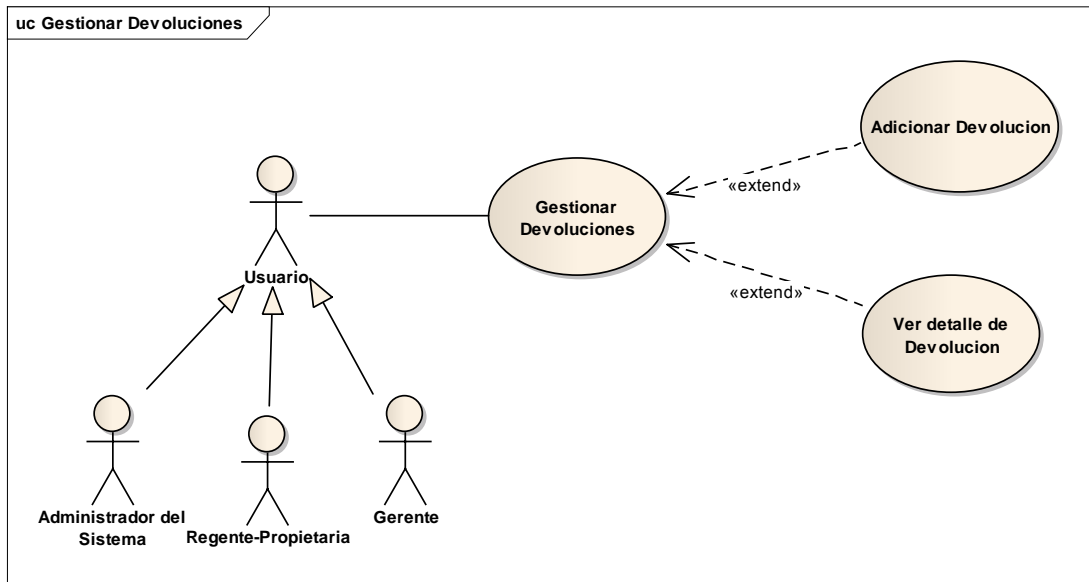 uc Gestionar Devoluciones
Adicionar Devolucion
«extend»
Gestionar
Devoluciones
Usuario
«extend»
Ver detalle de
Devolucion
Administrador del
Sistema
Regente-Propietaria
Gerente